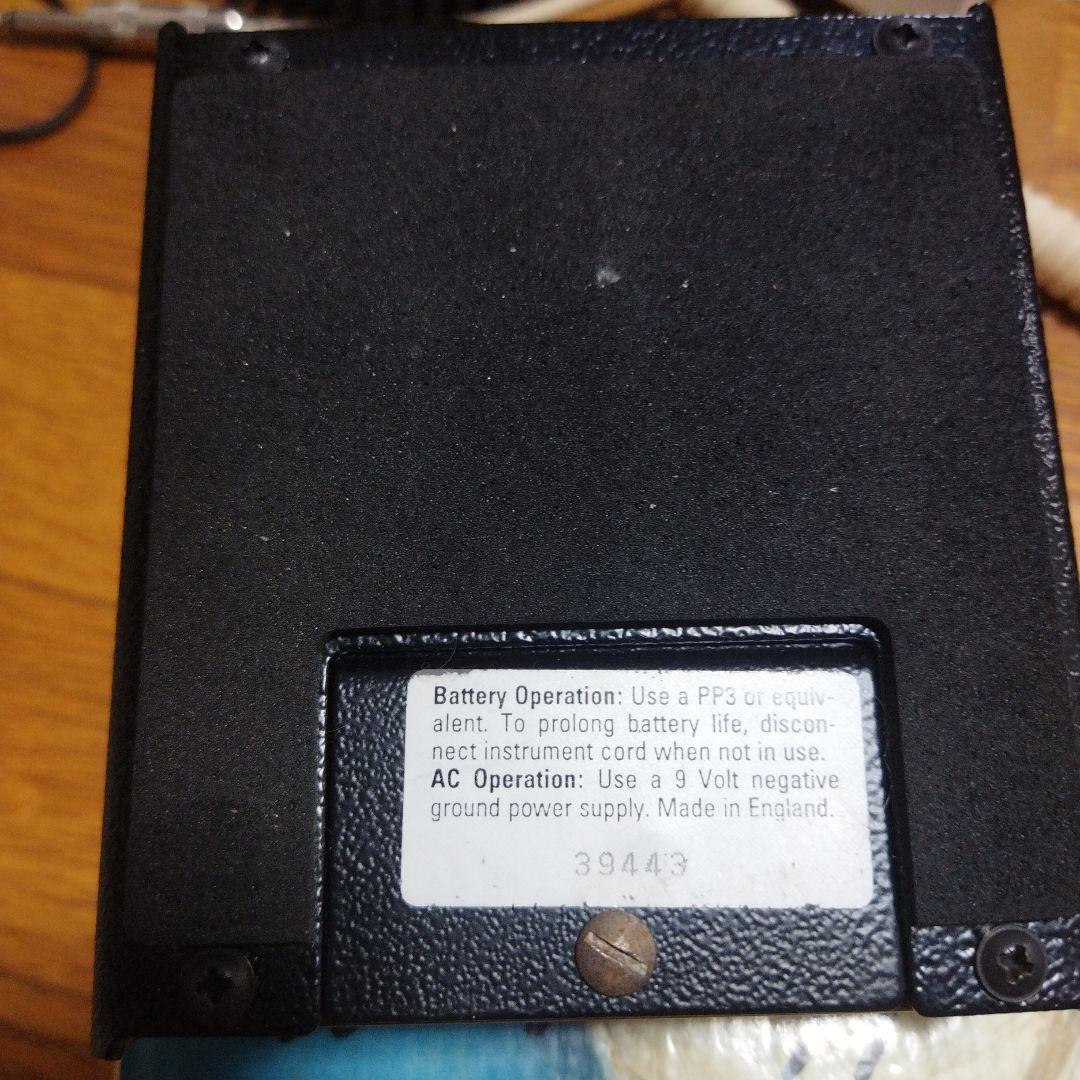 Battery Operation: Use a PP3 or equiv-
alent. To prolong battery life, discon-
nect instrument cord when not in use.
AC Operation: Use a 9 Volt negative
ground power supply. Made in England.
39443